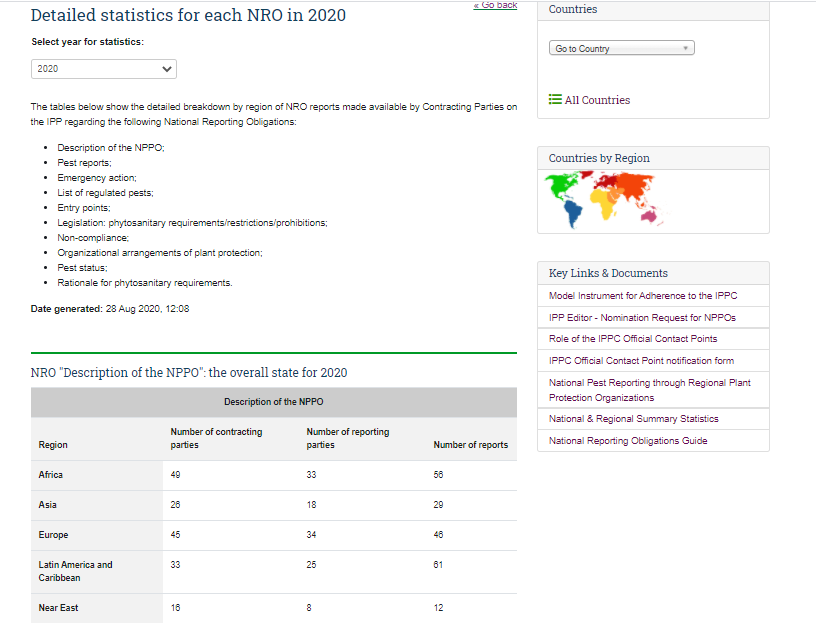 Detailed statistics for each NRO in 2020
« Go back
Select year for statistics:
2020
The tables below show the detailed breakdown by region of NRO reports made available by Contracting Parties on
the IPP regarding the following National Reporting Obligations:
• Description of the NPPO;
• Pest reports;
• Emergency action;
• List of regulated pests;
• Entry points;
• Legislation: phytosanitary requirements/restrictions/prohibitions;
• Non-compliance;
• Organizational arrangements of plant protection;
• Pest status;
• Rationale for phytosanitary requirements.
Date generated: 28 Aug 2020, 12:08
NRO "Description of the NPPO": the overall state for 2020
Description of the NPPO
Region
Number of contracting
parties
Number of reporting
parties
Number of reports
Africa 49 33 56
Asia 26 18 29
Europe 45 34 46
Latin America and
Caribbean
33 25 61
Near East 16 8 12
Countries
Go to Country
All Countries
Countries by Region
Key Links & Documents
Model Instrument for Adherence to the IPPC
IPP Editor - Nomination Request for NPPOs
Role of the IPPC Official Contact Points
IPPC Official Contact Point notification form
National Pest Reporting through Regional Plant
Protection Organizations
National & Regional Summary Statistics
National Reporting Obligations Guide